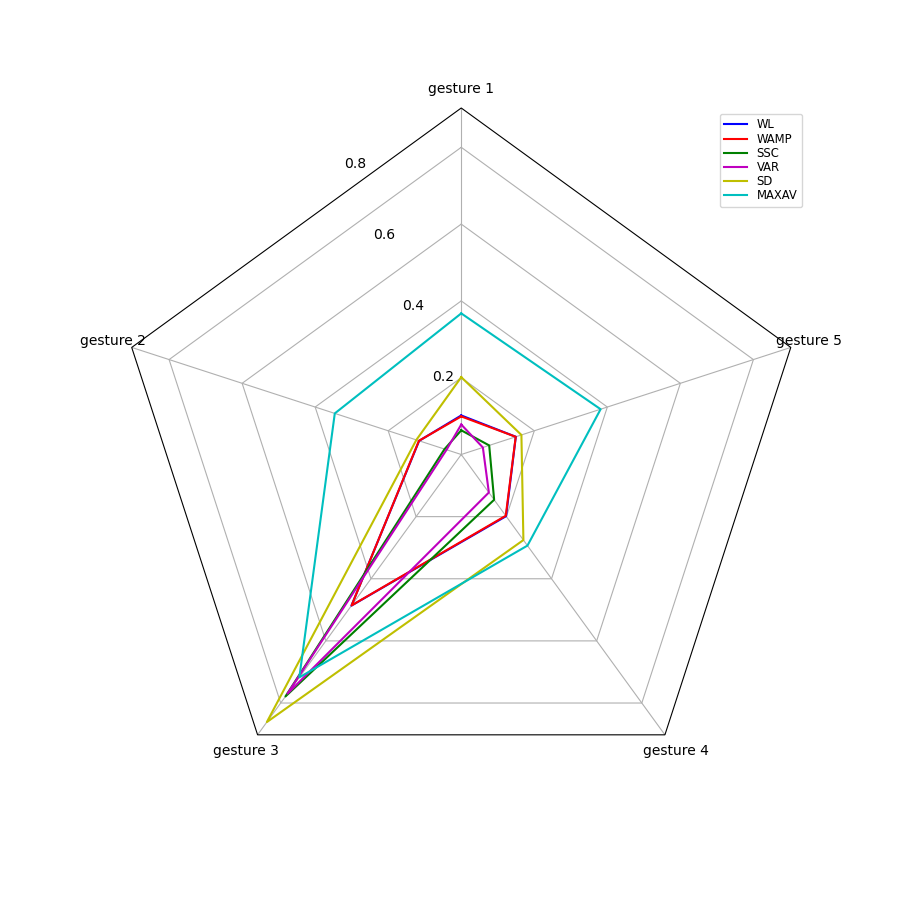 gesture 1
WL
WAMP
SSC
VAR
SD
MAXAV
0.8
0.6
0.4
0.2
gesture 2
gesture 5
gesture 3
gesture 4